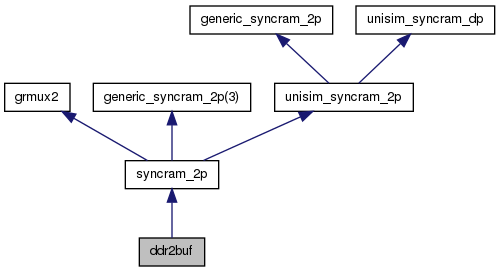 generic_syncram_2p
unisim_syncram_dp
grmux2
generic_syncram_2p(3)
unisim_syncram_2p
syncram_2p
ddr2buf